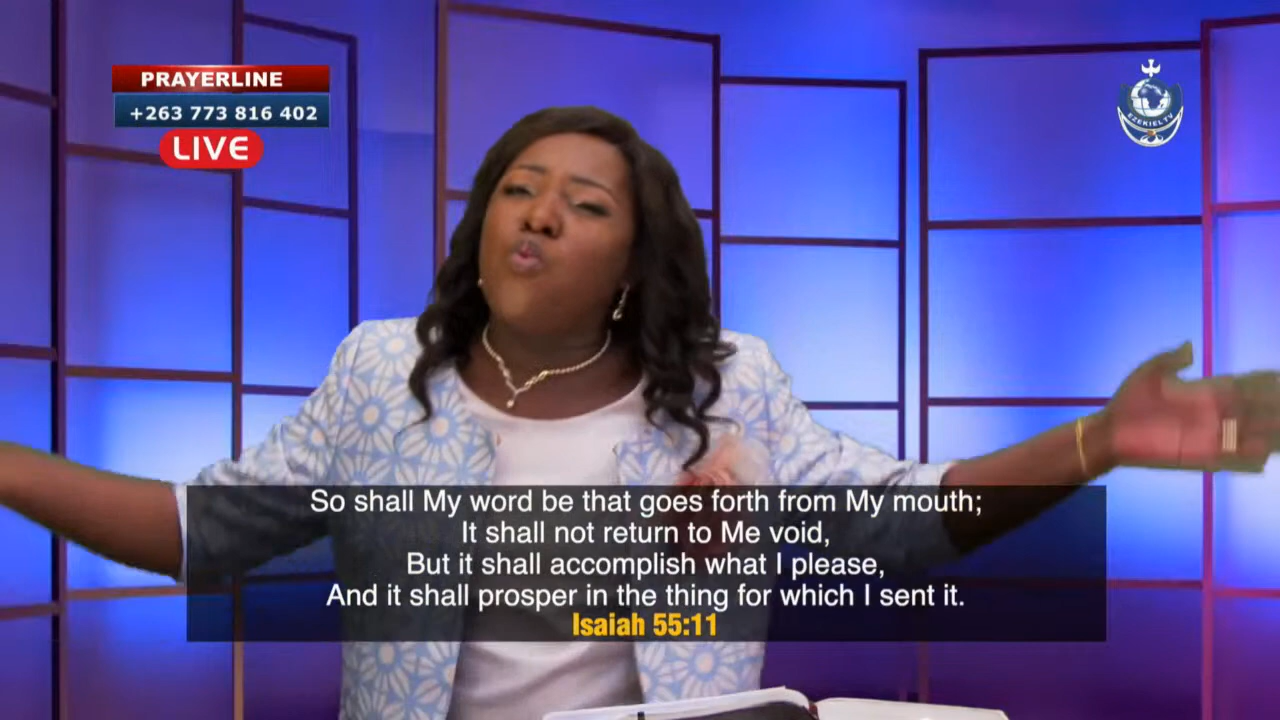 PRAYERLINE
+263 773 816 402
LIVE
EZEKIELTV
So shall My word be that goes forth from My mouth;
It shall not return to Me void,
But it shall accomplish what I please,
And it shall prosper in the thing for which I sent it.
Isaiah 55:11